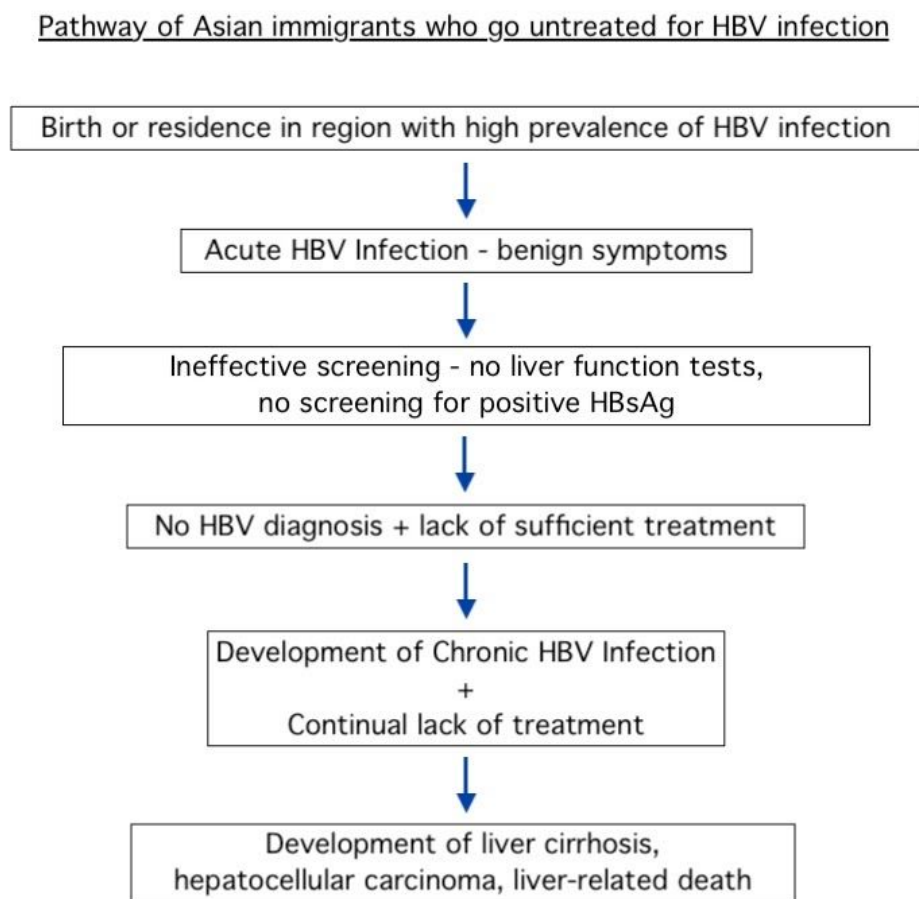 Pathway of Asian immigrants who go untreated for HBV infection
Birth or residence in region with high prevalence of HBV infection
Acute HBV Infection - benign symptoms
Ineffective screening - no liver function tests,
no screening for positive HBsAg
No HBV diagnosis + lack of sufficient treatment
Development of Chronic HBV Infection
+
Continual lack of treatment
Development of liver cirrhosis,
hepatocellular carcinoma, liver-related death